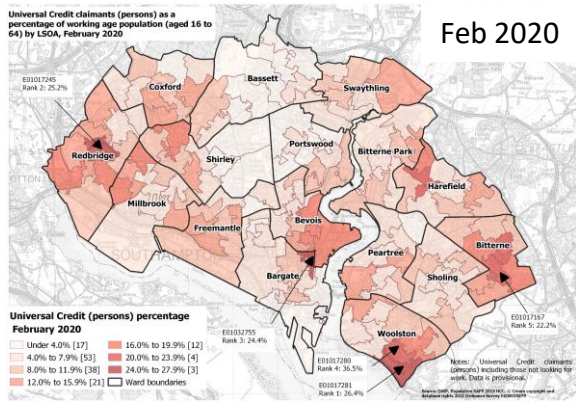 Universal Credit claimants (persons) as a
percentage of working age population (aged 16 to
64) by LSOA, February 2020
Feb 2020
Bassett
E01017245
Rank 2: 25.2%
Coxford
Swaythling
Redbridge
Shirley
Portswood
Bitterne Park
Harefield
Millbrook
Freemantle
Bevois
Bitterne
Peartree
Bargate
Sholing
E01017167
Rank 5: 22.2%
E01032755
Rank 3: 24.4%
Woolston
E01017280
Rank 4: 36.5%
E01017281
Rank 1: 26.4%
Universal Credit (persons) percentage
February 2020
Under 4.0% [17]
4.0% to 7.9% [53]
8.0% to 11.9% [38]
12.0% to 15.9% [21]
16.0% to 19.9% [12]
20.0% to 23.9% [4]
24.0% to 27.9% [3]
Ward boundaries
Notes: Universal Credit claimants
(persons) including those not looking for
work. Data is provisional.